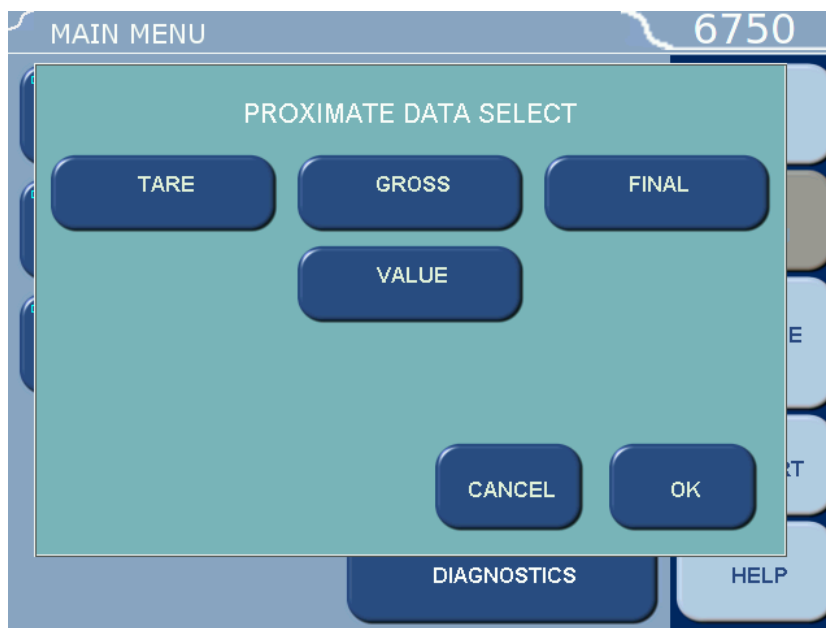 MAIN MENU
6750
PROXIMATE DATA SELECT
TARE
GROSS
FINAL
VALUE
CANCEL
OK
DIAGNOSTICS
HELP